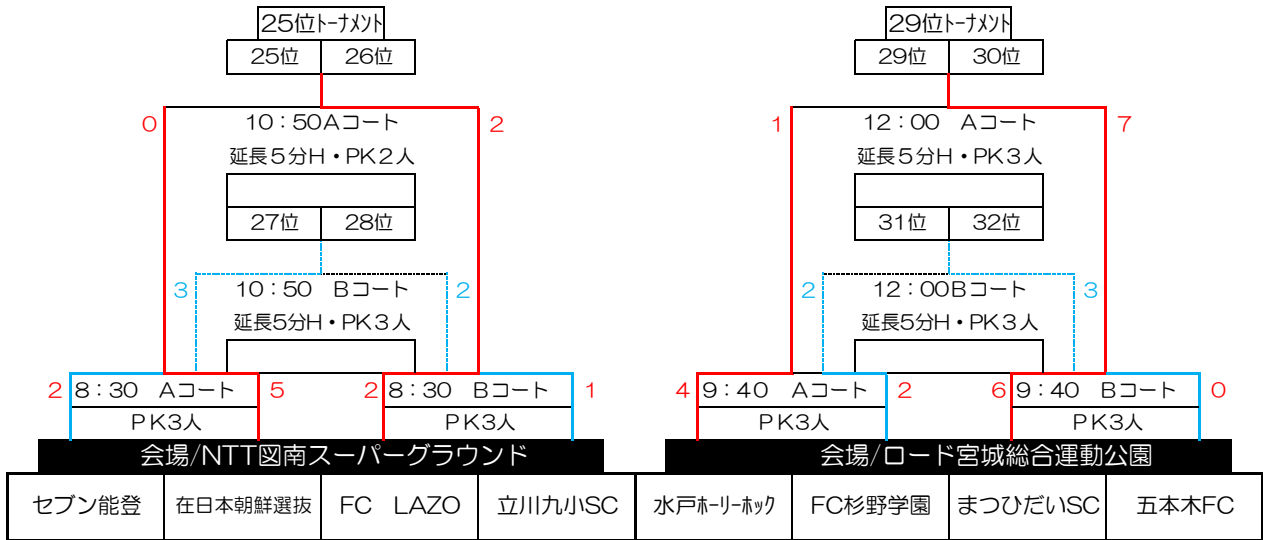 25位トーナメント
25位 26位
0 2
10：50Aコート
延長５分H・PK２人
27位 28位
3 2
10：50　Bコート
延長5分H・PK３人
2 8：30　Aコート 5 2 8：30　Bコート 1
PK3人 PK3人
会場/NTT図南スーパーグラウンド
セブン能登 在日本朝鮮選抜 FC　LAZO 立川九小SC
29位トーナメント
29位 30位
1 7
12：00　Aコート
延長５分H・PK３人
31位 32位
2 3
12：00Bコート
延長5分H・PK３人
4 9：40　Aコート 2 6 9：40　Bコート 0
PK3人 PK3人
会場/ロード宮城総合運動公園
水戸ホーリーホック FC杉野学園 まつひだいSC 五本木FC